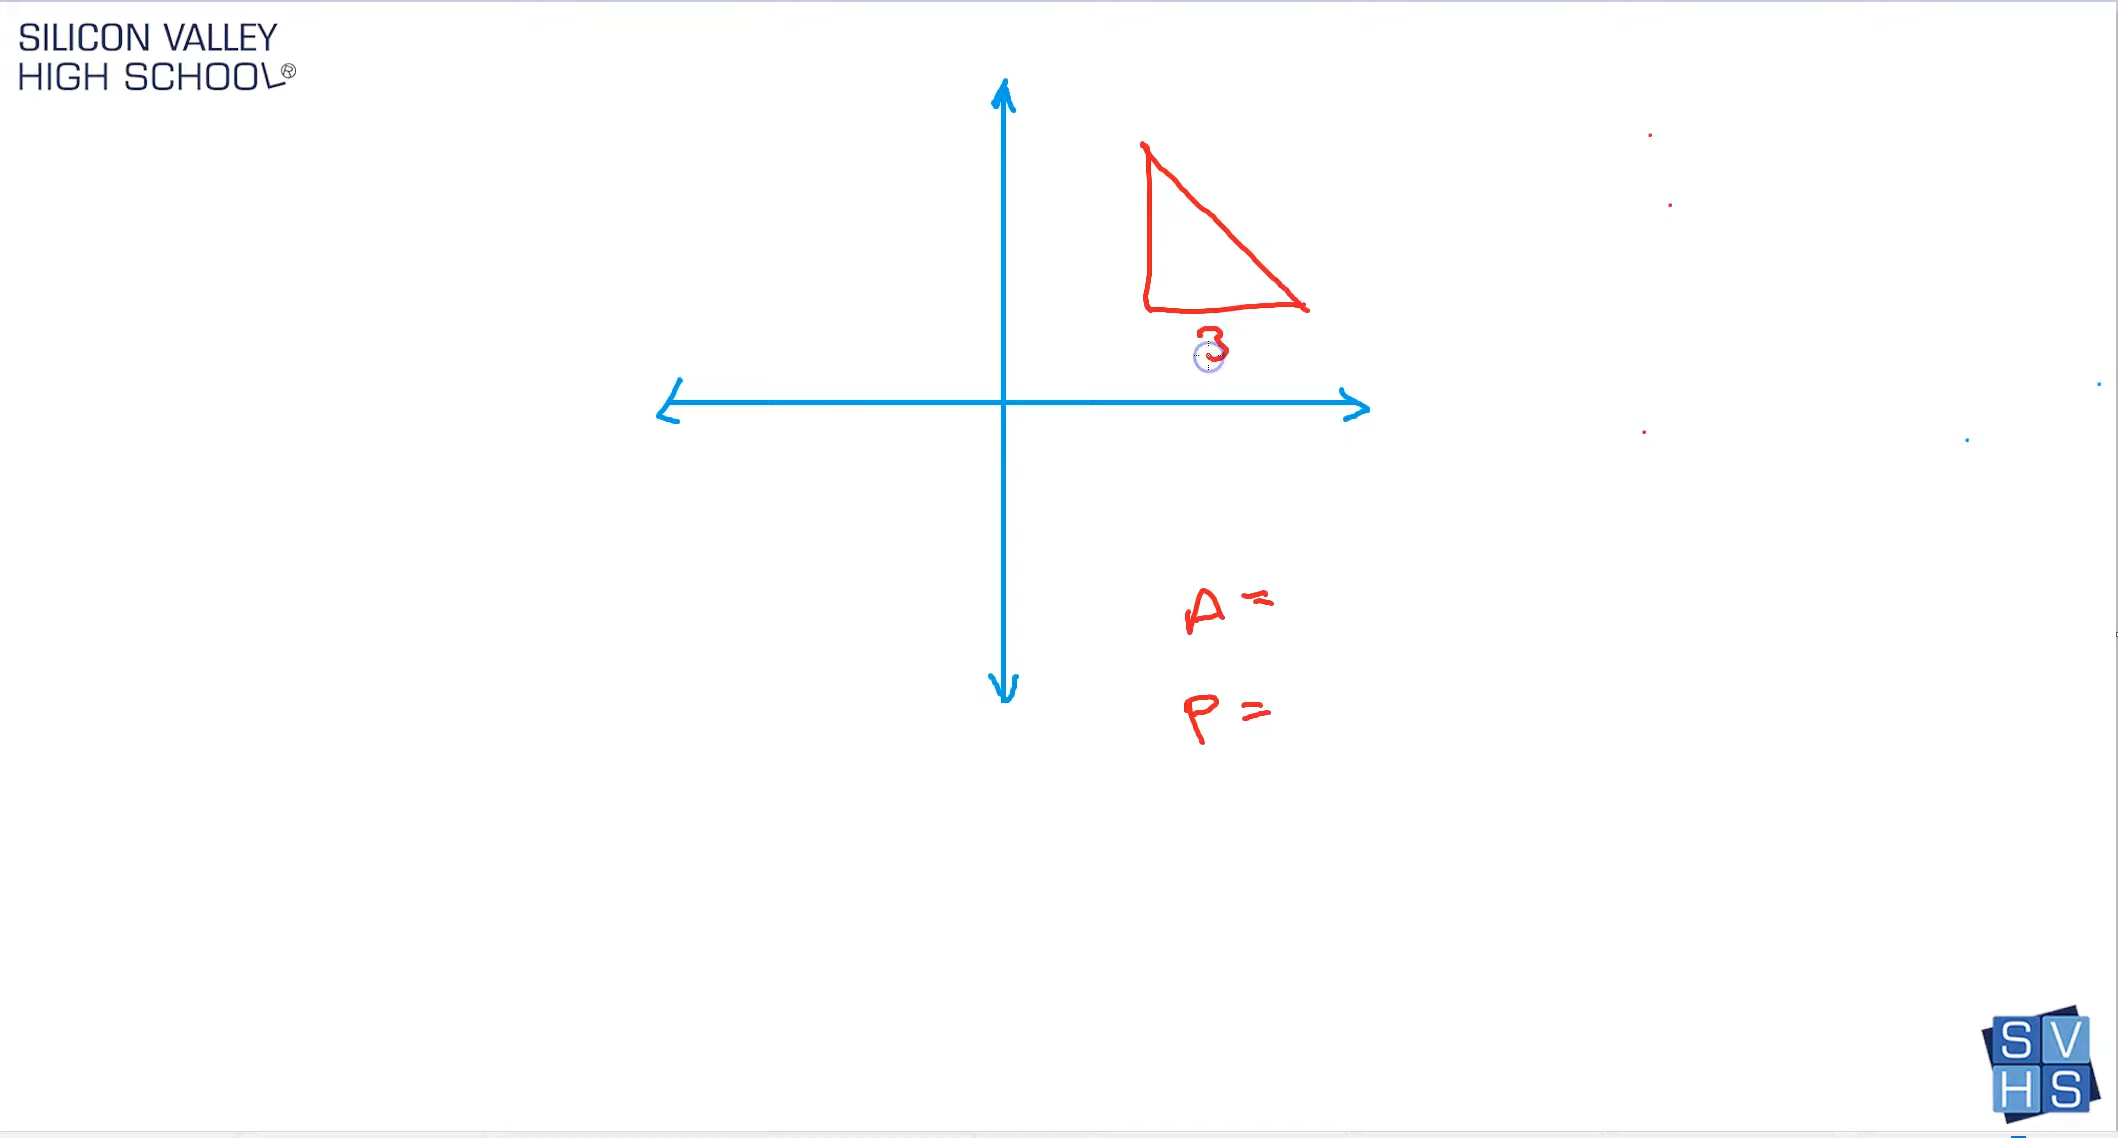 SILICON VALLEY
HIGH SCHOOL®
3
A =
P =
SV
HS